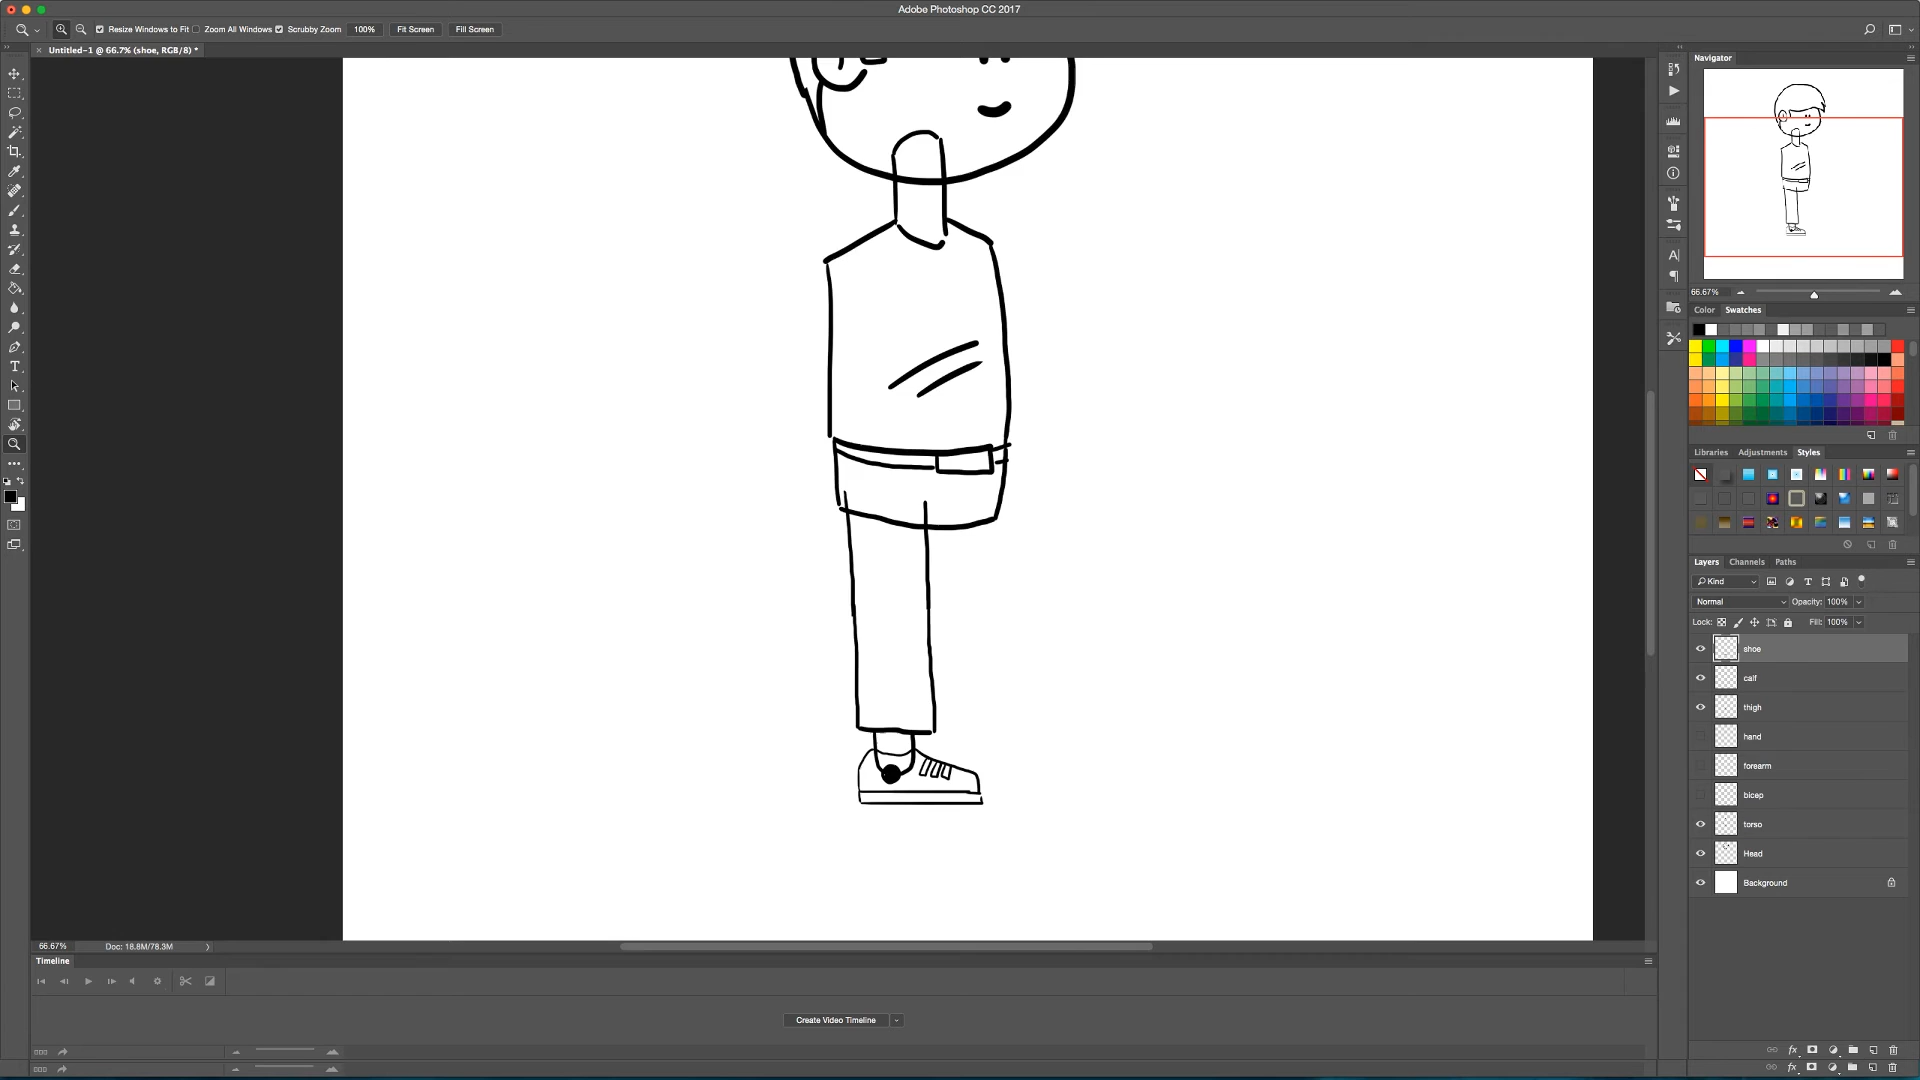 Adobe Photoshop CC 2017
Resize Windows to Fit Zoom All Windows Scrubby Zoom 100% Fit Screen Fill Screen
Untitled-1 @ 66.7% (shoe, RGB/8) *
Navigator
66.67%
Color Swatches
Libraries Adjustments Styles
Layers Channels Paths
Kind
Normal Opacity: 100%
Lock: Fill: 100%
shoe
calf
thigh
hand
forearm
bicep
torso
Head
Background
66.67% Doc: 18.8M/78.3M
Timeline
Create Video Timeline